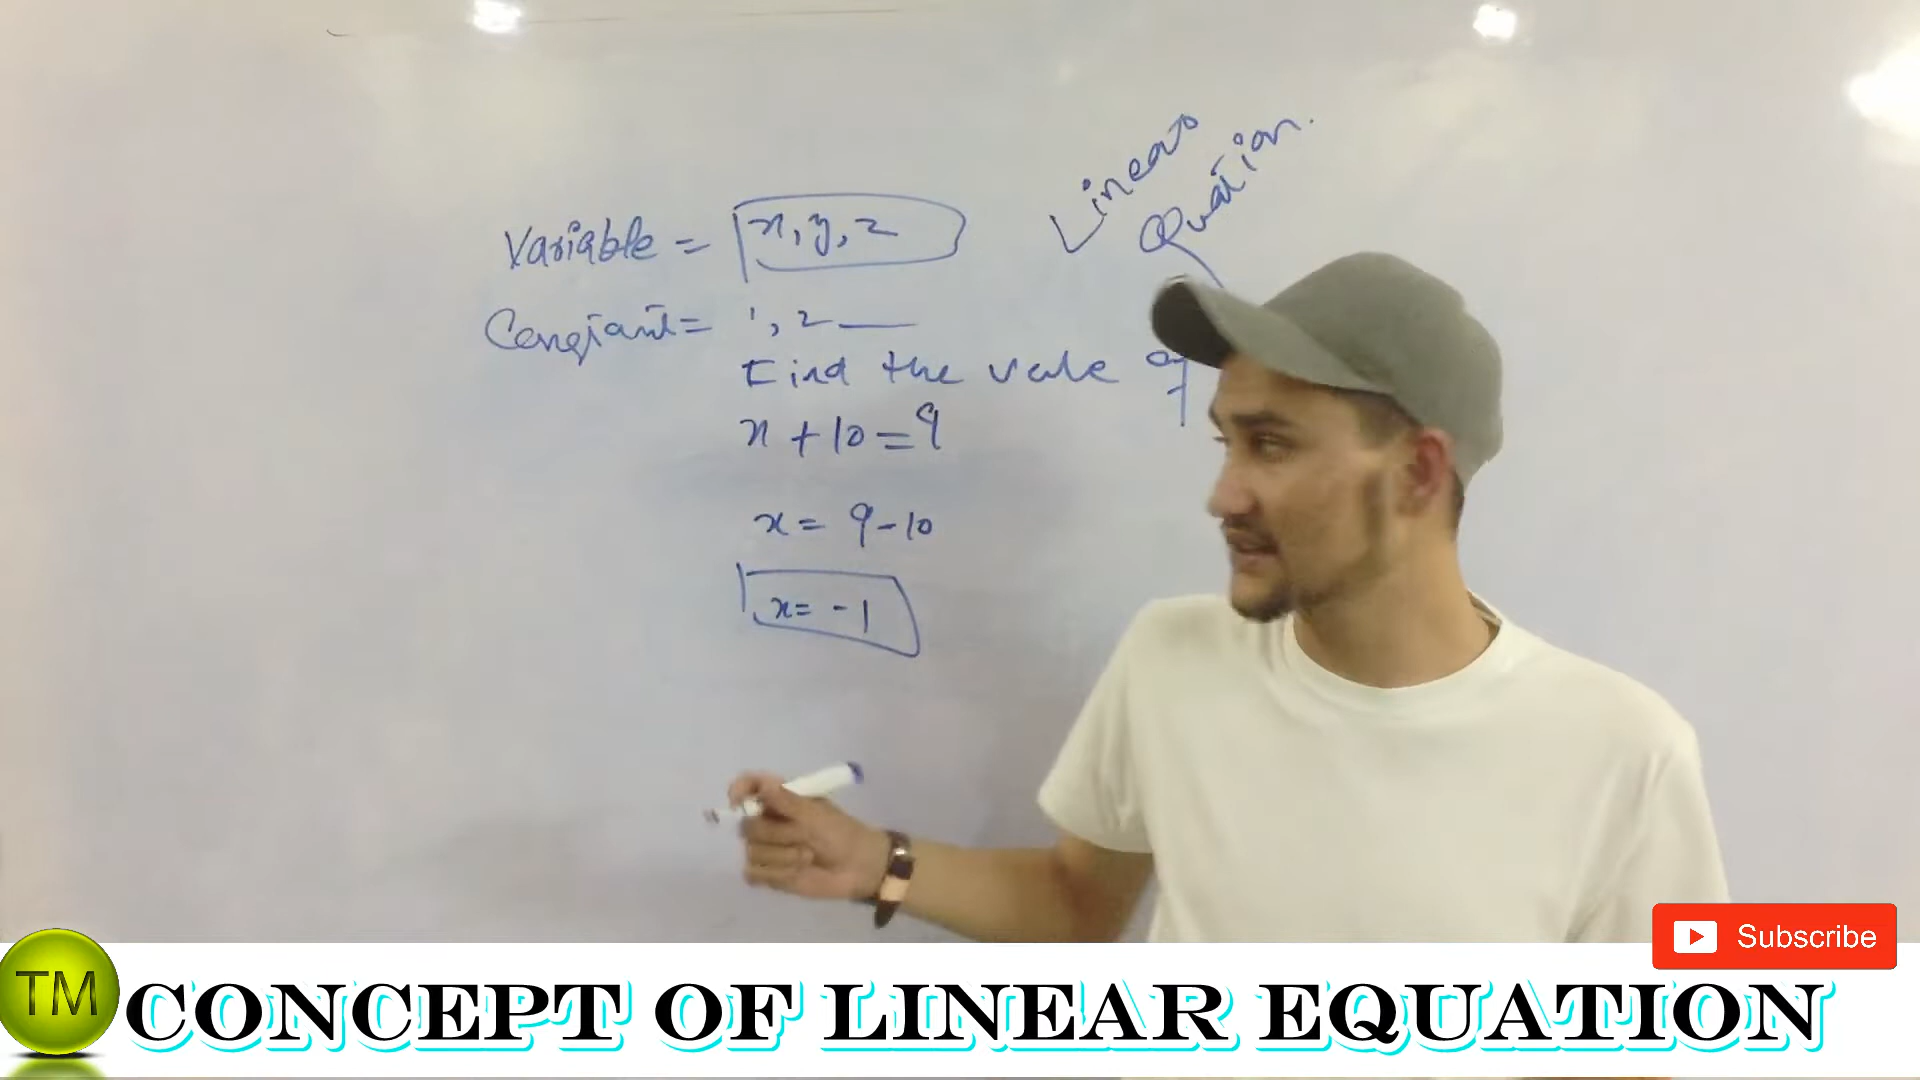 Linear
Quation.
Variable = x, y, z
Constant = 1, 2 —
Find the vale of
x + 10 = 9
x = 9 - 10
x = -1
Subscribe
TM
CONCEPT OF LINEAR EQUATION